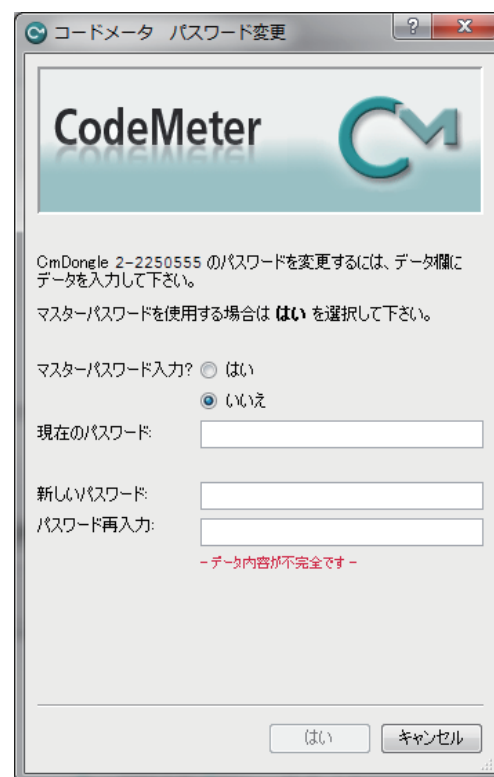 コードメータ パスワード変更
?
X
CodeMeter
CM
CmDongle 2-2250555 のパスワードを変更するには、データ欄に
データを入力して下さい。
マスターパスワードを使用する場合は はい を選択して下さい。
マスターパスワード入力? はい
いいえ
現在のパスワード:
新しいパスワード:
パスワード再入力:
- データ内容が不完全です -
はい キャンセル